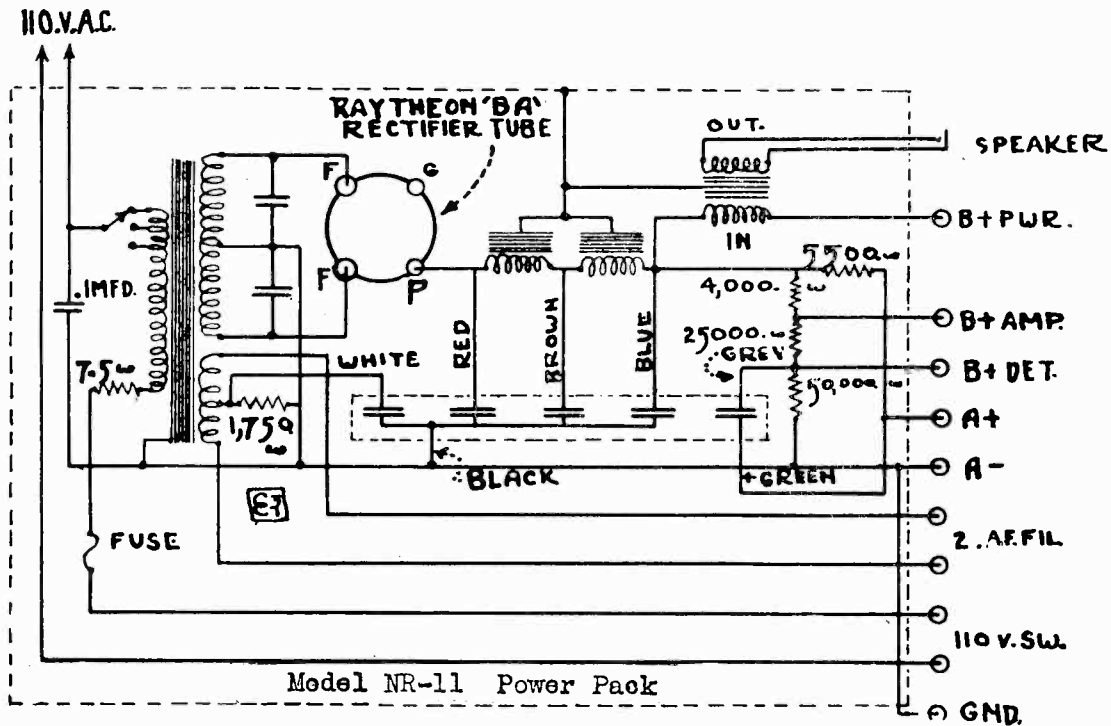 110.V.A.C.
RAYTHEON 'BA'
RECTIFIER TUBE
OUT.
SPEAKER
F
G
B+ PWR.
IN
F
P
5500.ω
4,000.
ω
.1MFD.
B+ AMP.
25000.ω
GREY
RED
BROWN
BLUE
WHITE
B+ DET.
7.5ω
50,000.ω
A+
1,750
ω
A-
BLACK
+GREEN
FUSE
2. A.F. FIL
110 V. SW.
Model NR-11 Power Pack
GND.